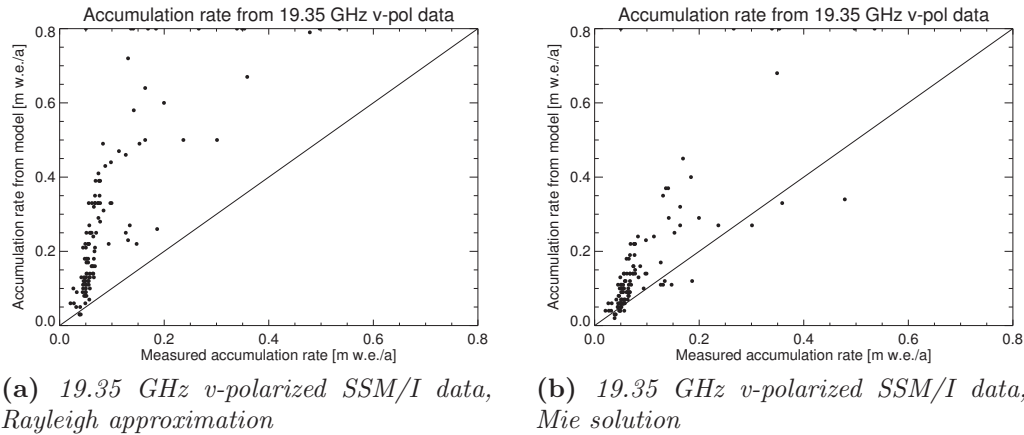 Accumulation rate from 19.35 GHz v-pol data
Accumulation rate from model [m w.e./a]
0.8
0.6
0.4
0.2
0.0
0.0 0.2 0.4 0.6 0.8
Measured accumulation rate [m w.e./a]
(a) 19.35 GHz v-polarized SSM/I data,
Rayleigh approximation
Accumulation rate from 19.35 GHz v-pol data
Accumulation rate from model [m w.e./a]
0.8
0.6
0.4
0.2
0.0
0.0 0.2 0.4 0.6 0.8
Measured accumulation rate [m w.e./a]
(b) 19.35 GHz v-polarized SSM/I data,
Mie solution